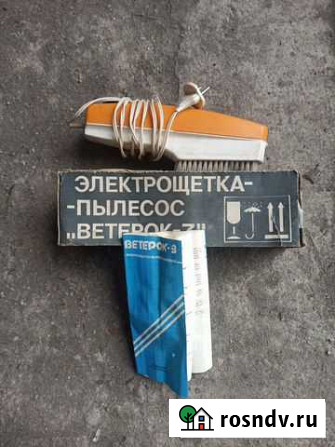 ЭЛЕКТРОЩЕТКА-
-ПЫЛЕСОС
„ВЕТЕРОК-3"
ВЕТЕРОК-3
rosndv.ru